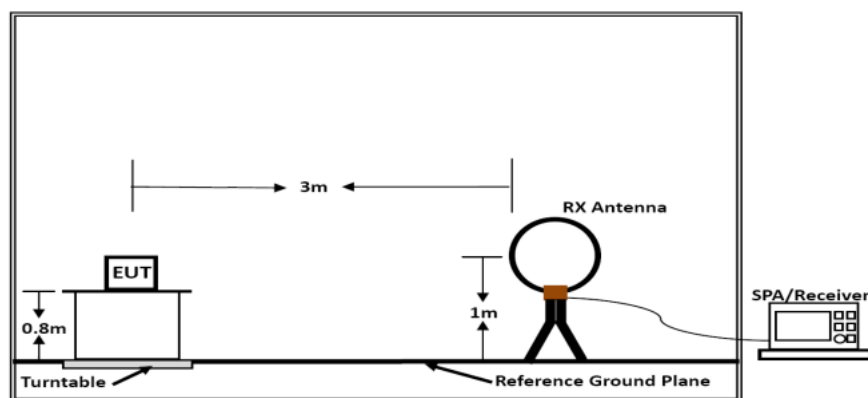 3m
RX Antenna
EUT
SPA/Receiver
0.8m
1m
Turntable
Reference Ground Plane